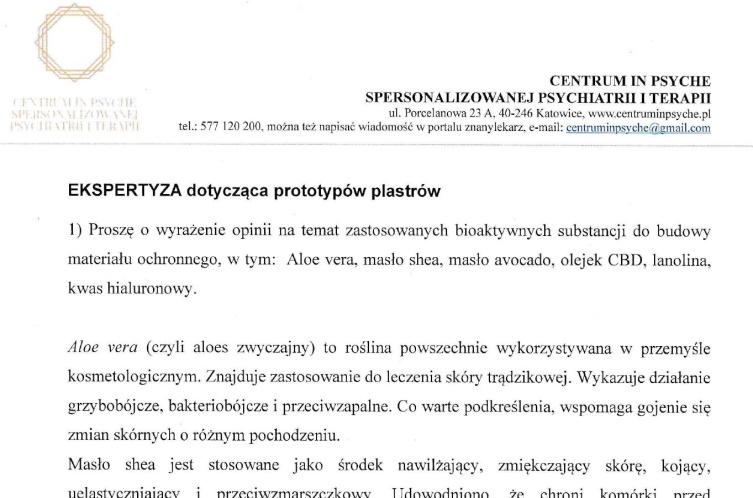 CENTRUM IN PSYCHE
SPERSONALIZOWANEJ
PSYCHIATRII I TERAPII
CENTRUM IN PSYCHE
SPERSONALIZOWANEJ PSYCHIATRII I TERAPII
ul. Porcelanowa 23 A, 40-246 Katowice, www.centruminpsyche.pl
tel.: 577 120 200, można też napisać wiadomość w portalu znanylekarz, e-mail: centruminpsyche@gmail.com
EKSPERTYZA dotycząca prototypów plastrów
1) Proszę o wyrażenie opinii na temat zastosowanych bioaktywnych substancji do budowy
materiału ochronnego, w tym: Aloe vera, masło shea, masło avocado, olejek CBD, lanolina,
kwas hialuronowy.
Aloe vera (czyli aloes zwyczajny) to roślina powszechnie wykorzystywana w przemyśle
kosmetologicznym. Znajduje zastosowanie do leczenia skóry trądzikowej. Wykazuje działanie
grzybobójcze, bakteriobójcze i przeciwzapalne. Co warte podkreślenia, wspomaga gojenie się
zmian skórnych o różnym pochodzeniu.
Masło shea jest stosowane jako środek nawilżający, zmiękczający skórę, kojący,
uelastyczniający i przeciwzmarszczkowy. Udowodniono, że chroni komórki przed